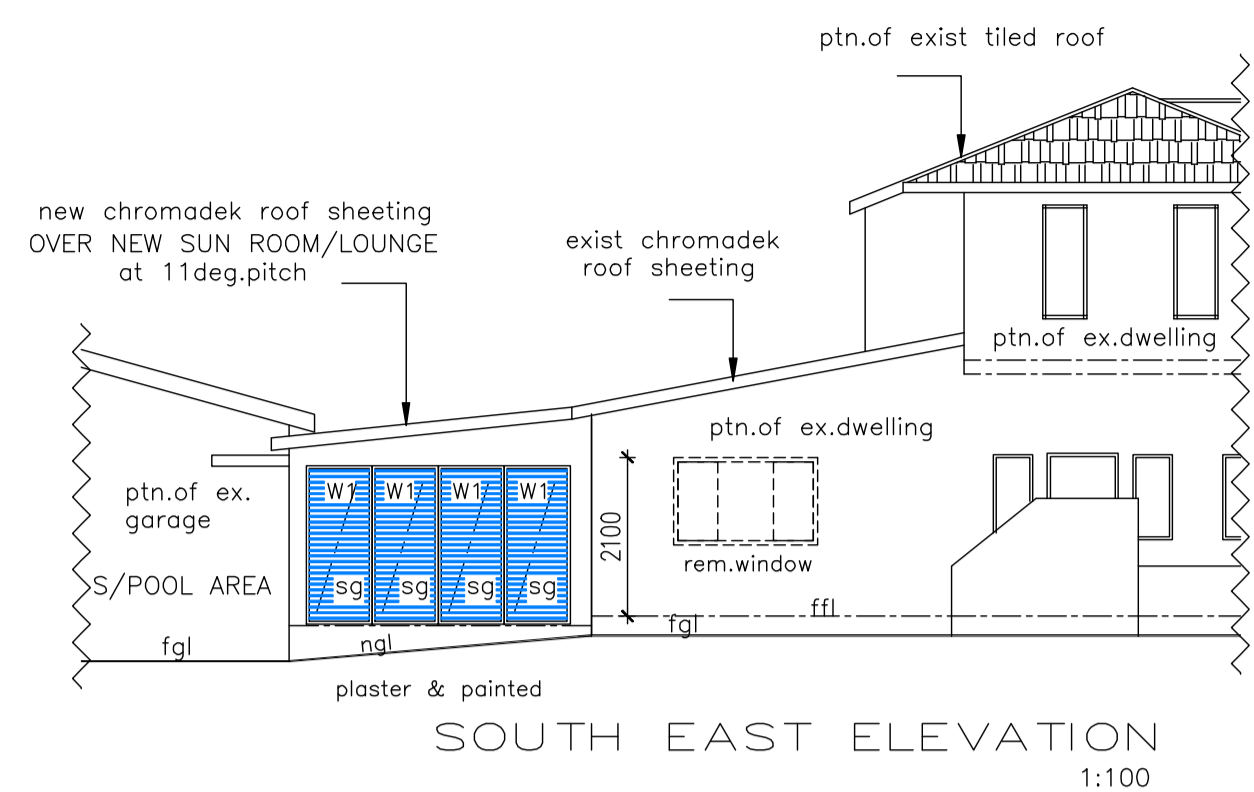 ptn.of exist tiled roof
new chromadek roof sheeting
OVER NEW SUN ROOM/LOUNGE
at 11deg.pitch
exist chromadek
roof sheeting
ptn.of ex.dwelling
ptn.of ex.dwelling
ptn.of ex.
garage
W1 W1 W1 W1
2100
rem.window
S/POOL AREA
sg sg sg sg
ffl
fgl
fgl
ngl
plaster & painted
SOUTH EAST ELEVATION
1:100